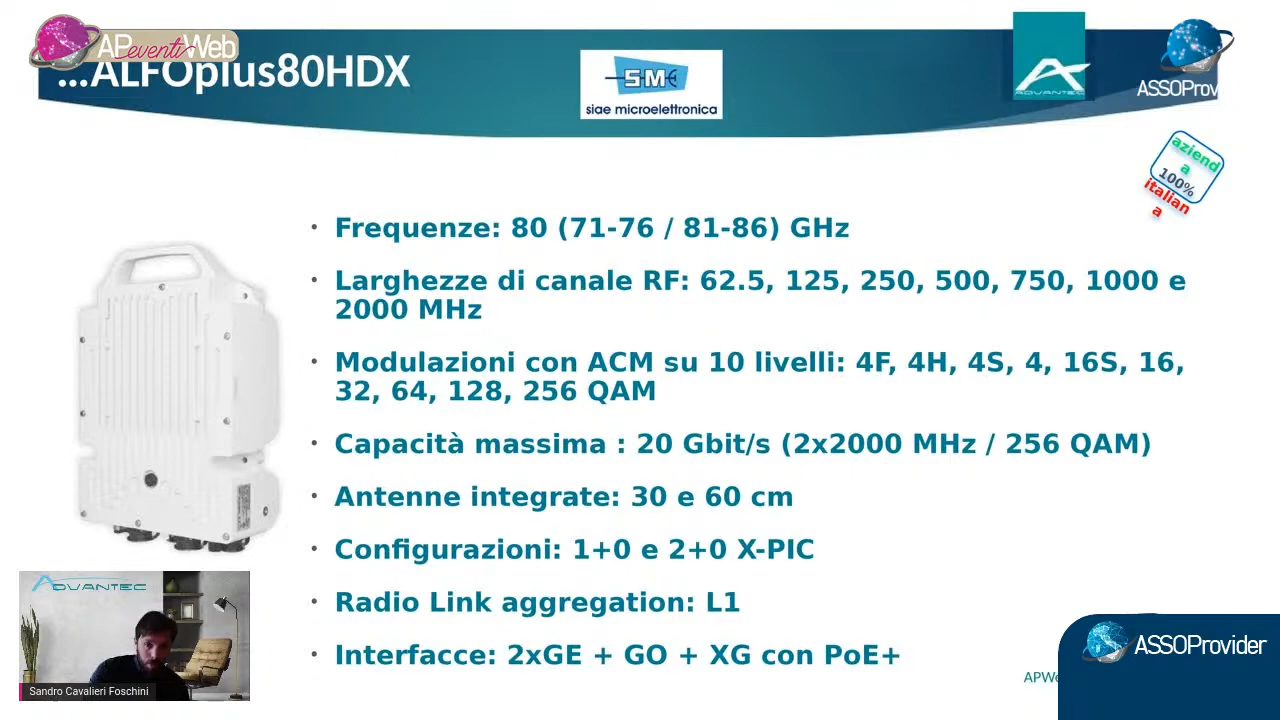 APeventiWeb
...ALFOplus80HDX
SM
siae microelettronica
ADVANTEC
ASSOProv
aziend
a
100%
italian
a
• Frequenze: 80 (71-76 / 81-86) GHz
• Larghezze di canale RF: 62.5, 125, 250, 500, 750, 1000 e
2000 MHz
• Modulazioni con ACM su 10 livelli: 4F, 4H, 4S, 4, 16S, 16,
32, 64, 128, 256 QAM
• Capacità massima : 20 Gbit/s (2x2000 MHz / 256 QAM)
• Antenne integrate: 30 e 60 cm
• Configurazioni: 1+0 e 2+0 X-PIC
• Radio Link aggregation: L1
• Interfacce: 2xGE + GO + XG con PoE+
ADVANTEC
Sandro Cavalieri Foschini
APWe
ASSOProvider